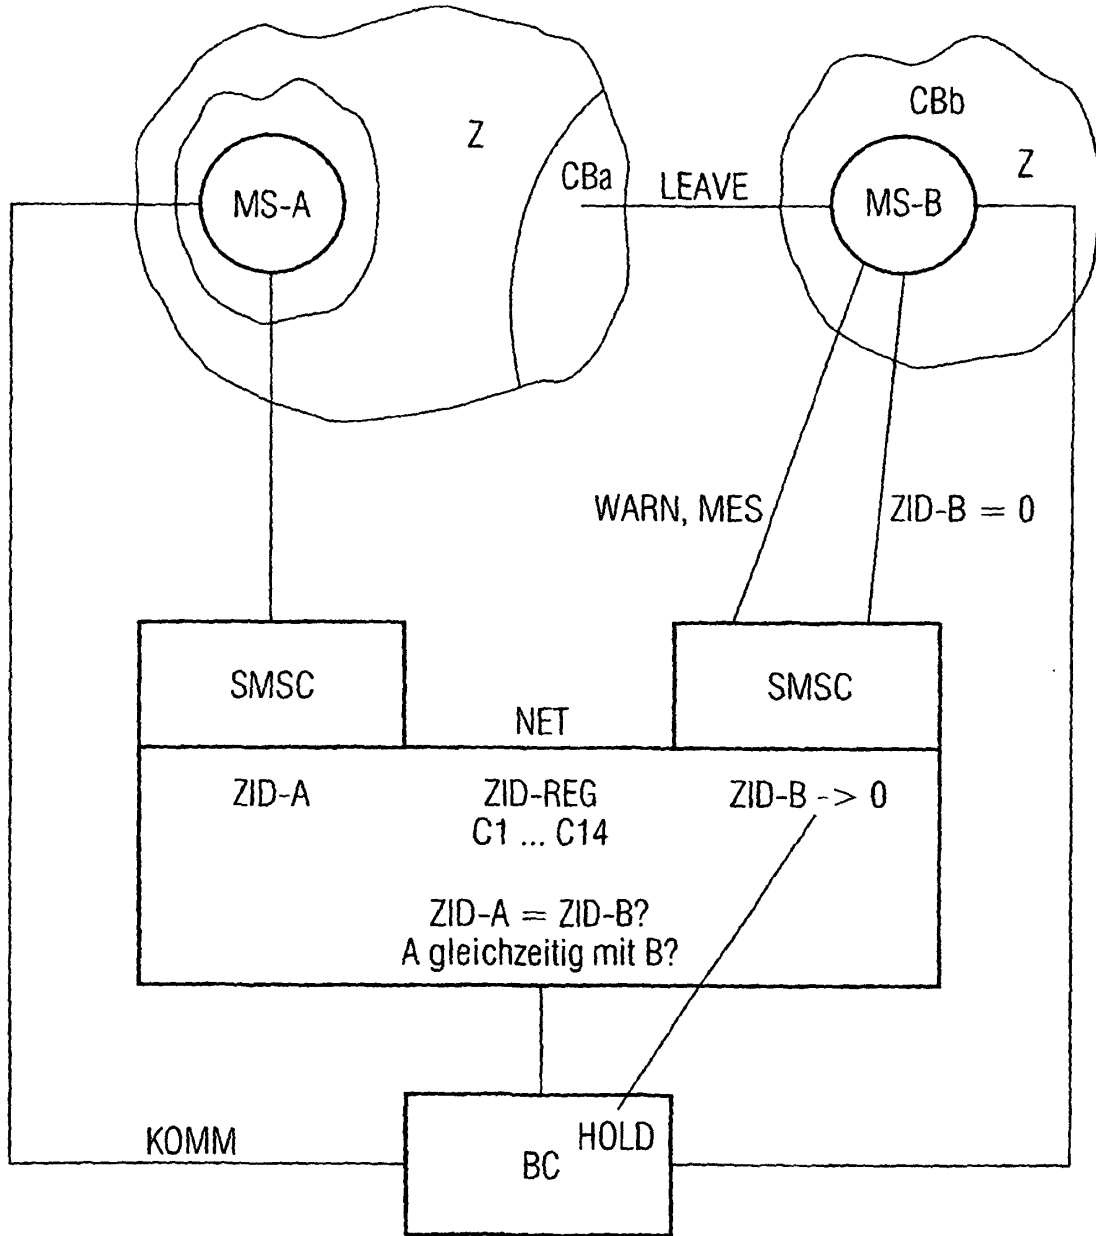 CBb
Z
Z
CBa
LEAVE
MS-A
MS-B
WARN, MES
ZID-B = 0
SMSC
SMSC
NET
ZID-A
ZID-REG
ZID-B -> 0
C1 ... C14
ZID-A = ZID-B?
A gleichzeitig mit B?
KOMM
HOLD
BC